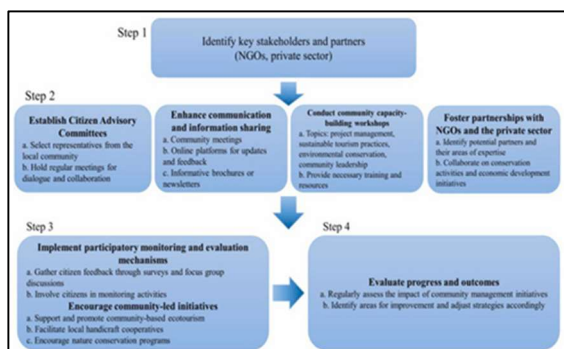 Step 1
Identify key stakeholders and partners
(NGOs, private sector)
Step 2
Establish Citizen Advisory
Committees
a. Select representatives from the
local community
b. Hold regular meetings for
dialogue and collaboration
Enhance communication
and information sharing
a. Community meetings
b. Online platforms for updates
and feedback
c. Informative brochures or
newsletters
Conduct community capacity-
building workshops
a. Topics: project management,
sustainable tourism practices,
environmental conservation,
community leadership
b. Provide necessary training and
resources
Foster partnerships with
NGOs and the private sector
a. Identify potential partners and
their areas of expertise
b. Collaborate on conservation
activities and economic development
initiatives
Step 3
Implement participatory monitoring and evaluation
mechanisms
a. Gather citizen feedback through surveys and focus group
discussions
b. Involve citizens in monitoring activities
Encourage community-led initiatives
a. Support and promote community-based ecotourism
b. Facilitate local handicraft cooperatives
c. Encourage nature conservation programs
Step 4
Evaluate progress and outcomes
a. Regularly assess the impact of community management initiatives
b. Identify areas for improvement and adjust strategies accordingly